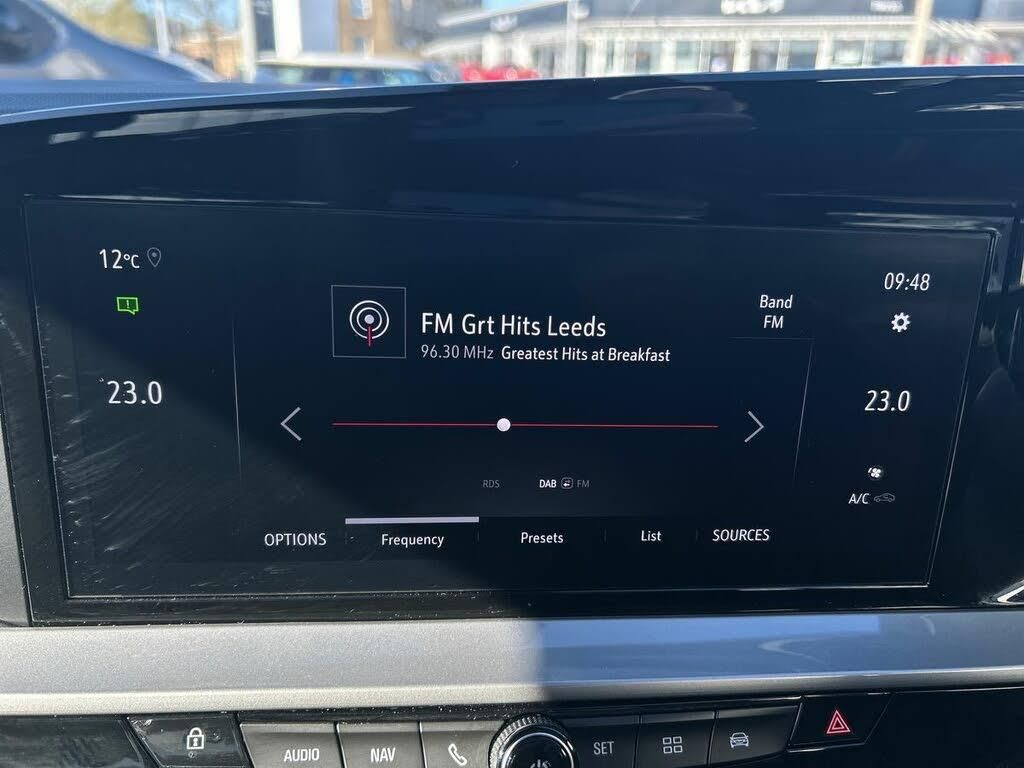 12°C
09:48
Band
FM
FM Grt Hits Leeds
96.30 MHz Greatest Hits at Breakfast
23.0
23.0
RDS
DAB FM
A/C
OPTIONS
Frequency
Presets
List
SOURCES
AUDIO
NAV
SET